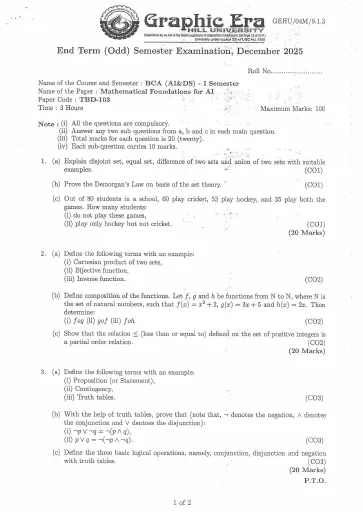 Graphic Era
HILL UNIVERSITY
GEHU/04M/9.1.3
End Term (Odd) Semester Examination, December 2025
Roll No...........................
Name of the Course and Semester : BCA (AI&DS) - I Semester
Name of the Paper : Mathematical Foundations for AI
Paper Code : TBD-103
Time : 3 Hours Maximum Marks: 100
Note : (i) All the questions are compulsory.
(ii) Answer any two sub questions from a, b and c in each main question.
(iii) Total marks for each question is 20 (twenty).
(iv) Each sub-question carries 10 marks.
1. (a) Explain disjoint set, equal set, difference of two sets and union of two sets with suitable
examples. (CO1)
(b) Prove the Demorgan's Law on basis of the set theory. (CO1)
(c) Out of 80 students in a school, 60 play cricket, 53 play hockey, and 35 play both the
games. How many students:
(i) do not play these games,
(ii) play only hockey but not cricket. (CO1)
(20 Marks)
2. (a) Define the following terms with an example:
(i) Cartesian product of two sets,
(ii) Bijective function,
(iii) Inverse function. (CO2)
(b) Define composition of the functions. Let f, g and h be functions from N to N, where N is
the set of natural numbers, such that f(x) = x² + 2, g(x) = 3x + 5 and h(x) = 2x. Then
determine:
(i) fog (ii) gof (iii) foh (CO2)
(c) Show that the relation ≤ (less than or equal to) defined on the set of positive integers is
a partial order relation. (CO2)
(20 Marks)
3. (a) Define the following terms with an example:
(i) Proposition (or Statement),
(ii) Contingency,
(iii) Truth tables. (CO3)
(b) With the help of truth tables, prove that (note that, ¬ denotes the negation, ∧ denotes
the conjunction and ∨ denotes the disjunction):
(i) ¬p ∨ ¬q = ¬(p ∧ q),
(ii) p ∨ q = ¬(¬p ∧ ¬q). (CO3)
(c) Define the three basic logical operations, namely, conjunction, disjunction and negation
with truth tables. (CO3)
(20 Marks)
P.T.O.
1 of 2